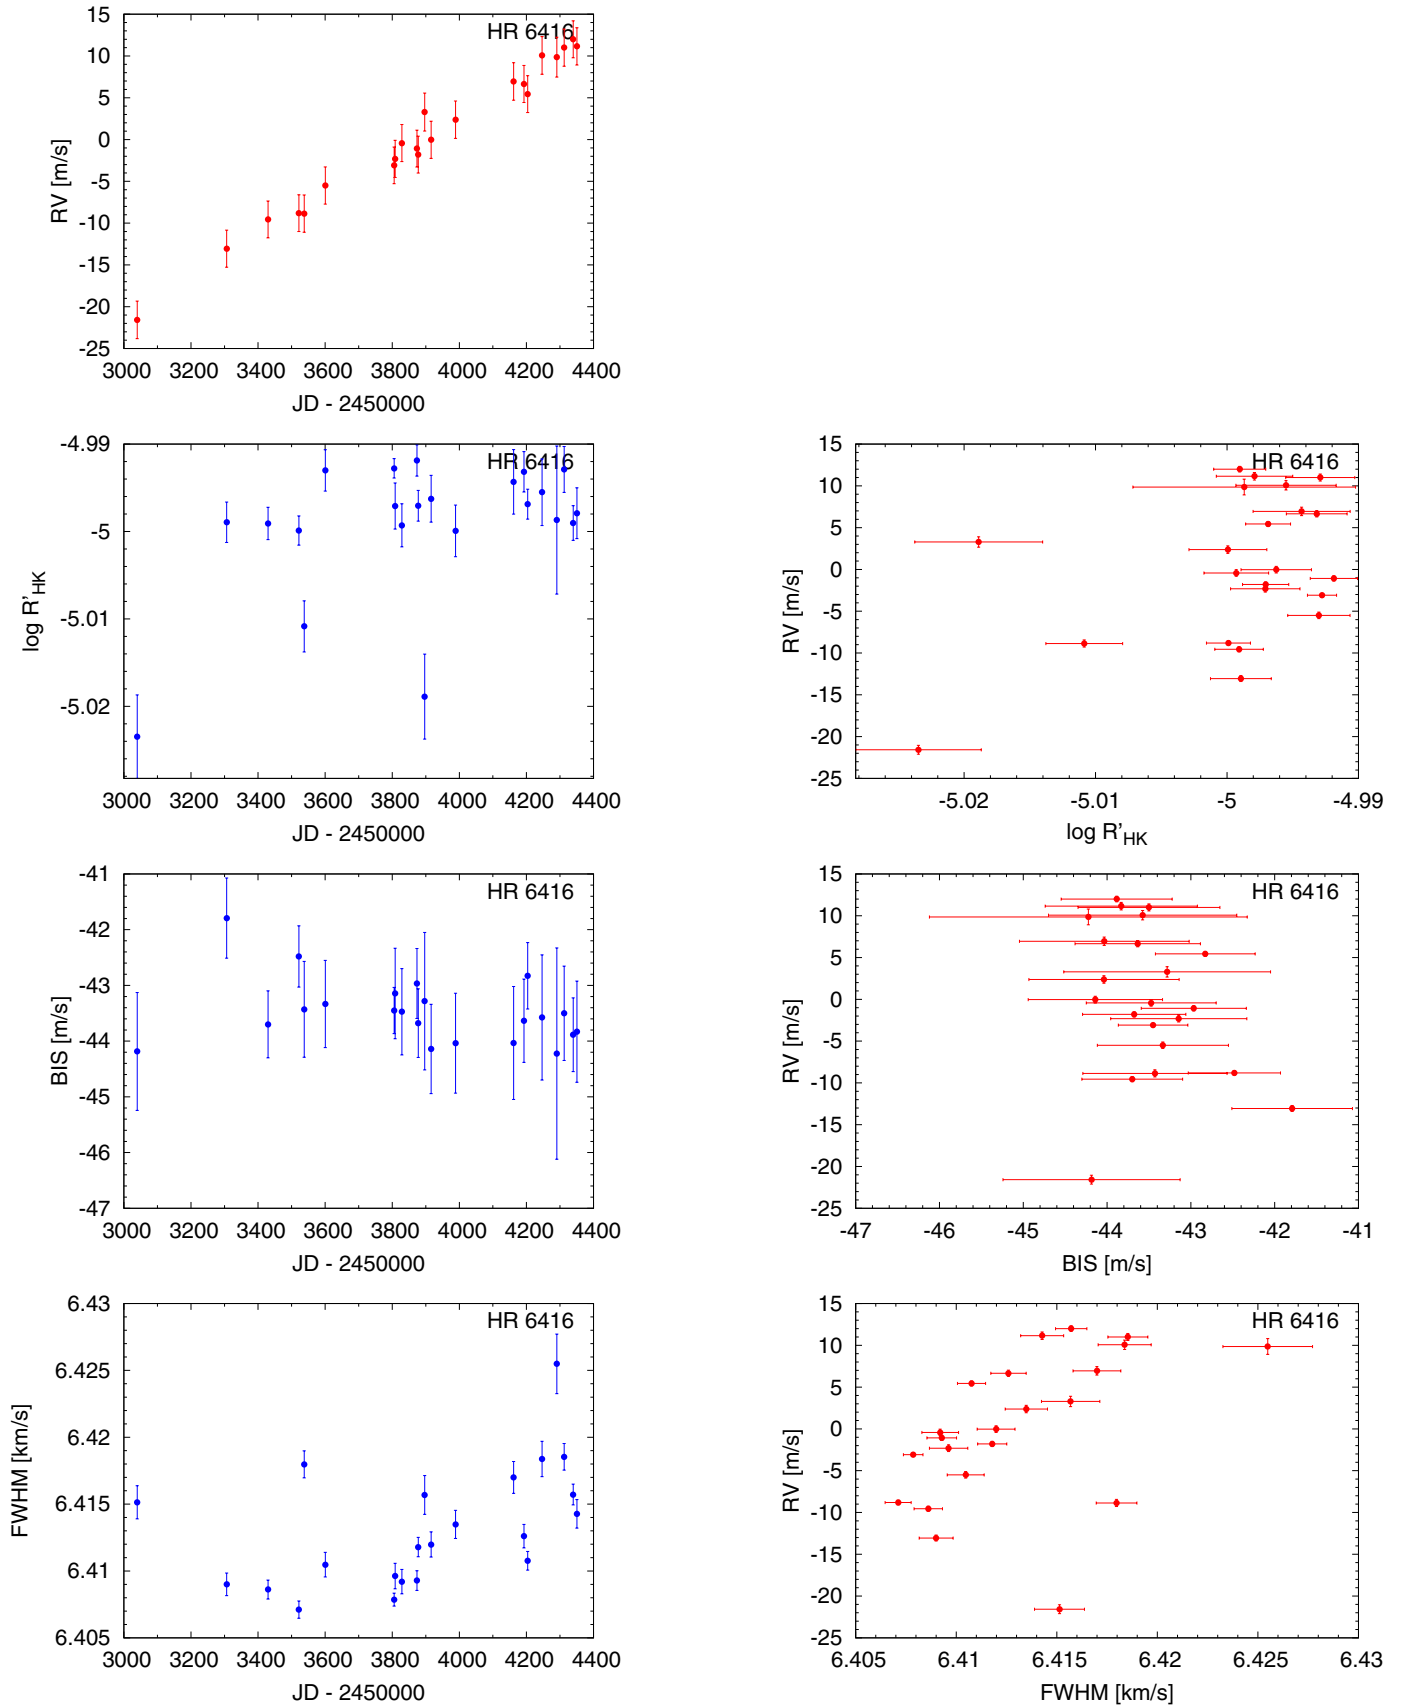 HR 6416
15
10
5
0
-5
-10
-15
-20
-25
RV [m/s]
3000 3200 3400 3600 3800 4000 4200 4400
JD - 2450000
HR 6416
-4.99
-5
-5.01
-5.02
log R'HK
3000 3200 3400 3600 3800 4000 4200 4400
JD - 2450000
HR 6416
15
10
5
0
-5
-10
-15
-20
-25
RV [m/s]
-5.02 -5.01 -5 -4.99
log R'HK
HR 6416
-41
-42
-43
-44
-45
-46
-47
BIS [m/s]
3000 3200 3400 3600 3800 4000 4200 4400
JD - 2450000
HR 6416
15
10
5
0
-5
-10
-15
-20
-25
RV [m/s]
-47 -46 -45 -44 -43 -42 -41
BIS [m/s]
HR 6416
6.43
6.425
6.42
6.415
6.41
6.405
FWHM [km/s]
3000 3200 3400 3600 3800 4000 4200 4400
JD - 2450000
HR 6416
15
10
5
0
-5
-10
-15
-20
-25
RV [m/s]
6.405 6.41 6.415 6.42 6.425 6.43
FWHM [km/s]